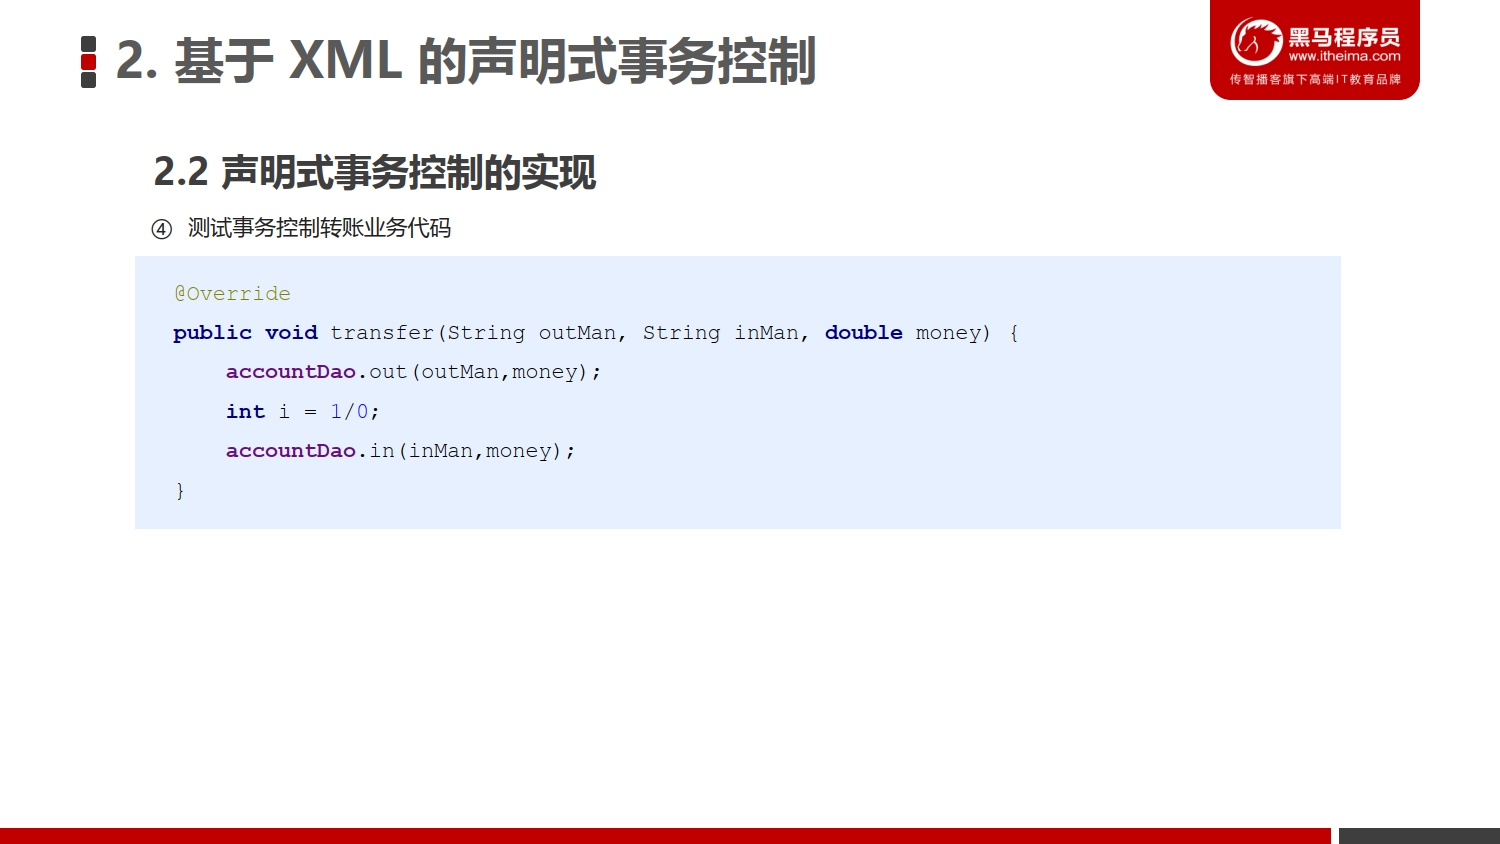 2. 基于 XML 的声明式事务控制
黑马程序员
www.itheima.com
传智播客旗下高端IT教育品牌
2.2 声明式事务控制的实现
④ 测试事务控制转账业务代码
@Override
public void transfer(String outMan, String inMan, double money) {
    accountDao.out(outMan,money);
    int i = 1/0;
    accountDao.in(inMan,money);
}